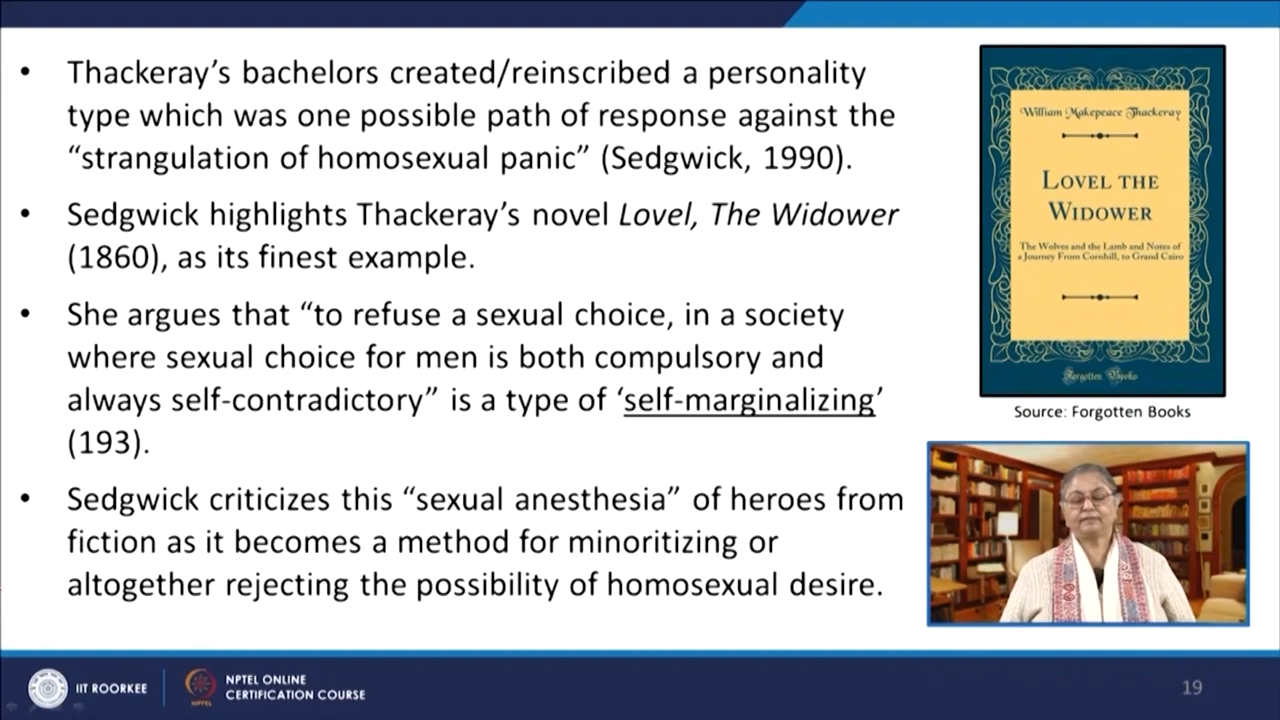 • Thackeray's bachelors created/reinscribed a personality
type which was one possible path of response against the
“strangulation of homosexual panic” (Sedgwick, 1990).
• Sedgwick highlights Thackeray's novel Lovel, The Widower
(1860), as its finest example.
• She argues that “to refuse a sexual choice, in a society
where sexual choice for men is both compulsory and
always self-contradictory” is a type of ‘self-marginalizing’
(193).
• Sedgwick criticizes this “sexual anesthesia” of heroes from
fiction as it becomes a method for minoritizing or
altogether rejecting the possibility of homosexual desire.
William Makepeace Thackeray
LOVEL THE
WIDOWER
The Wolves and the Lamb and Notes of
a Journey From Cornhill, to Grand Cairo
Forgotten Books
Source: Forgotten Books
IIT ROORKEE
NPTEL
NPTEL ONLINE
CERTIFICATION COURSE
19